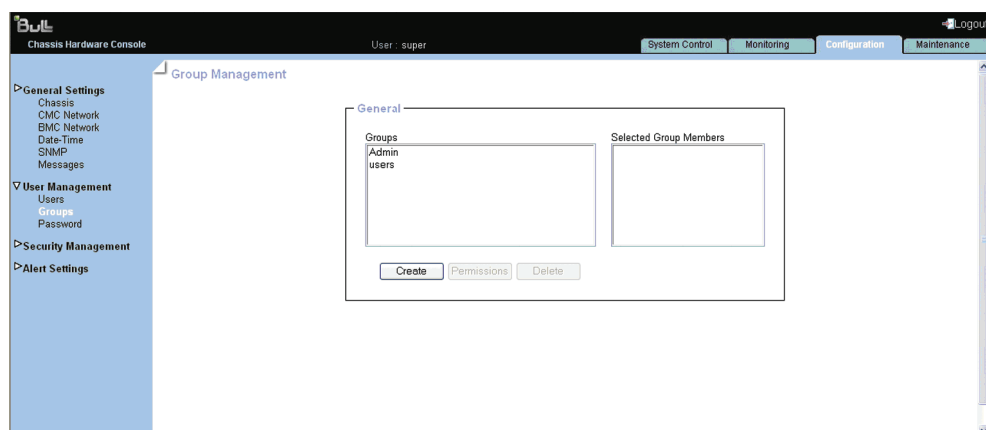 Bull
Logout
Chassis Hardware Console
User : super
System Control
Monitoring
Configuration
Maintenance
Group Management
General Settings
Chassis
CMC Network
BMC Network
Date-Time
SNMP
Messages
User Management
Users
Groups
Password
Security Management
Alert Settings
General
Groups
Admin
users
Selected Group Members
Create
Permissions
Delete